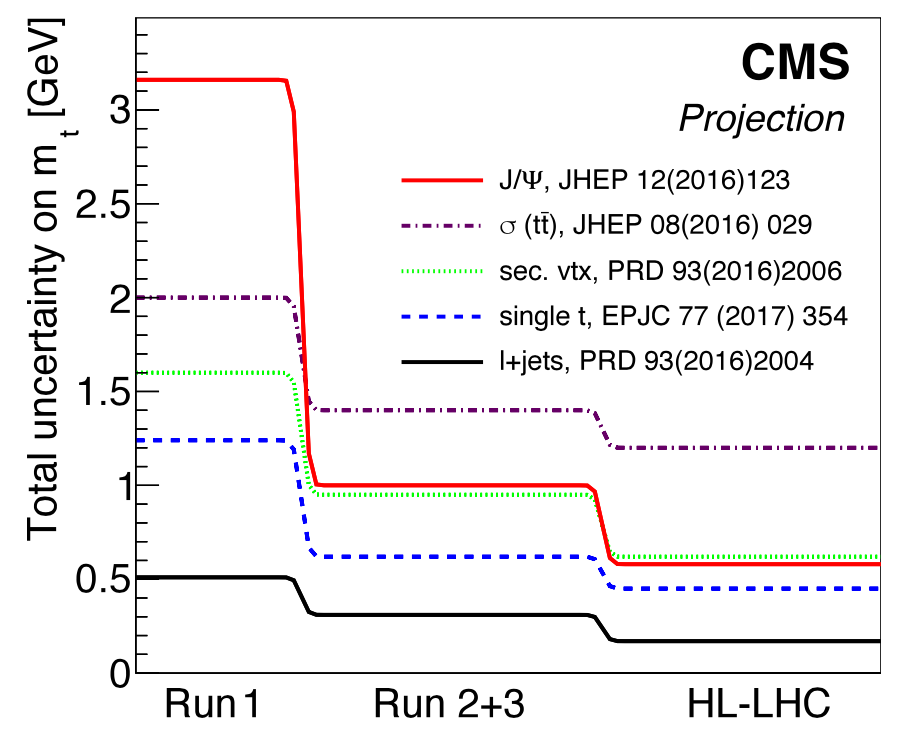 CMS
Projection
Total uncertainty on m_t [GeV]
3
2.5
2
1.5
1
0.5
0
J/Ψ, JHEP 12(2016)123
σ (tt̄), JHEP 08(2016) 029
sec. vtx, PRD 93(2016)2006
single t, EPJC 77 (2017) 354
l+jets, PRD 93(2016)2004
Run 1 Run 2+3 HL-LHC